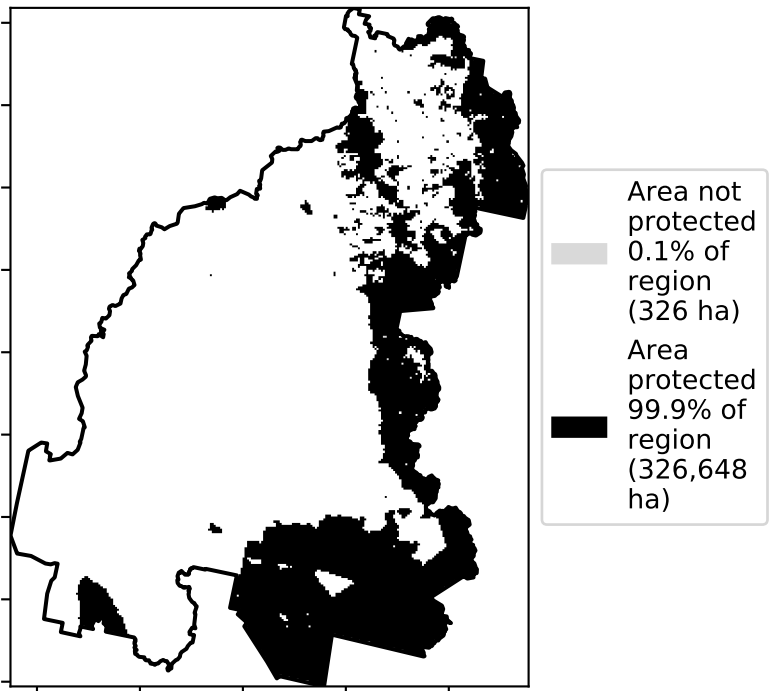 Area not
protected
0.1% of
region
(326 ha)
Area
protected
99.9% of
region
(326,648
ha)